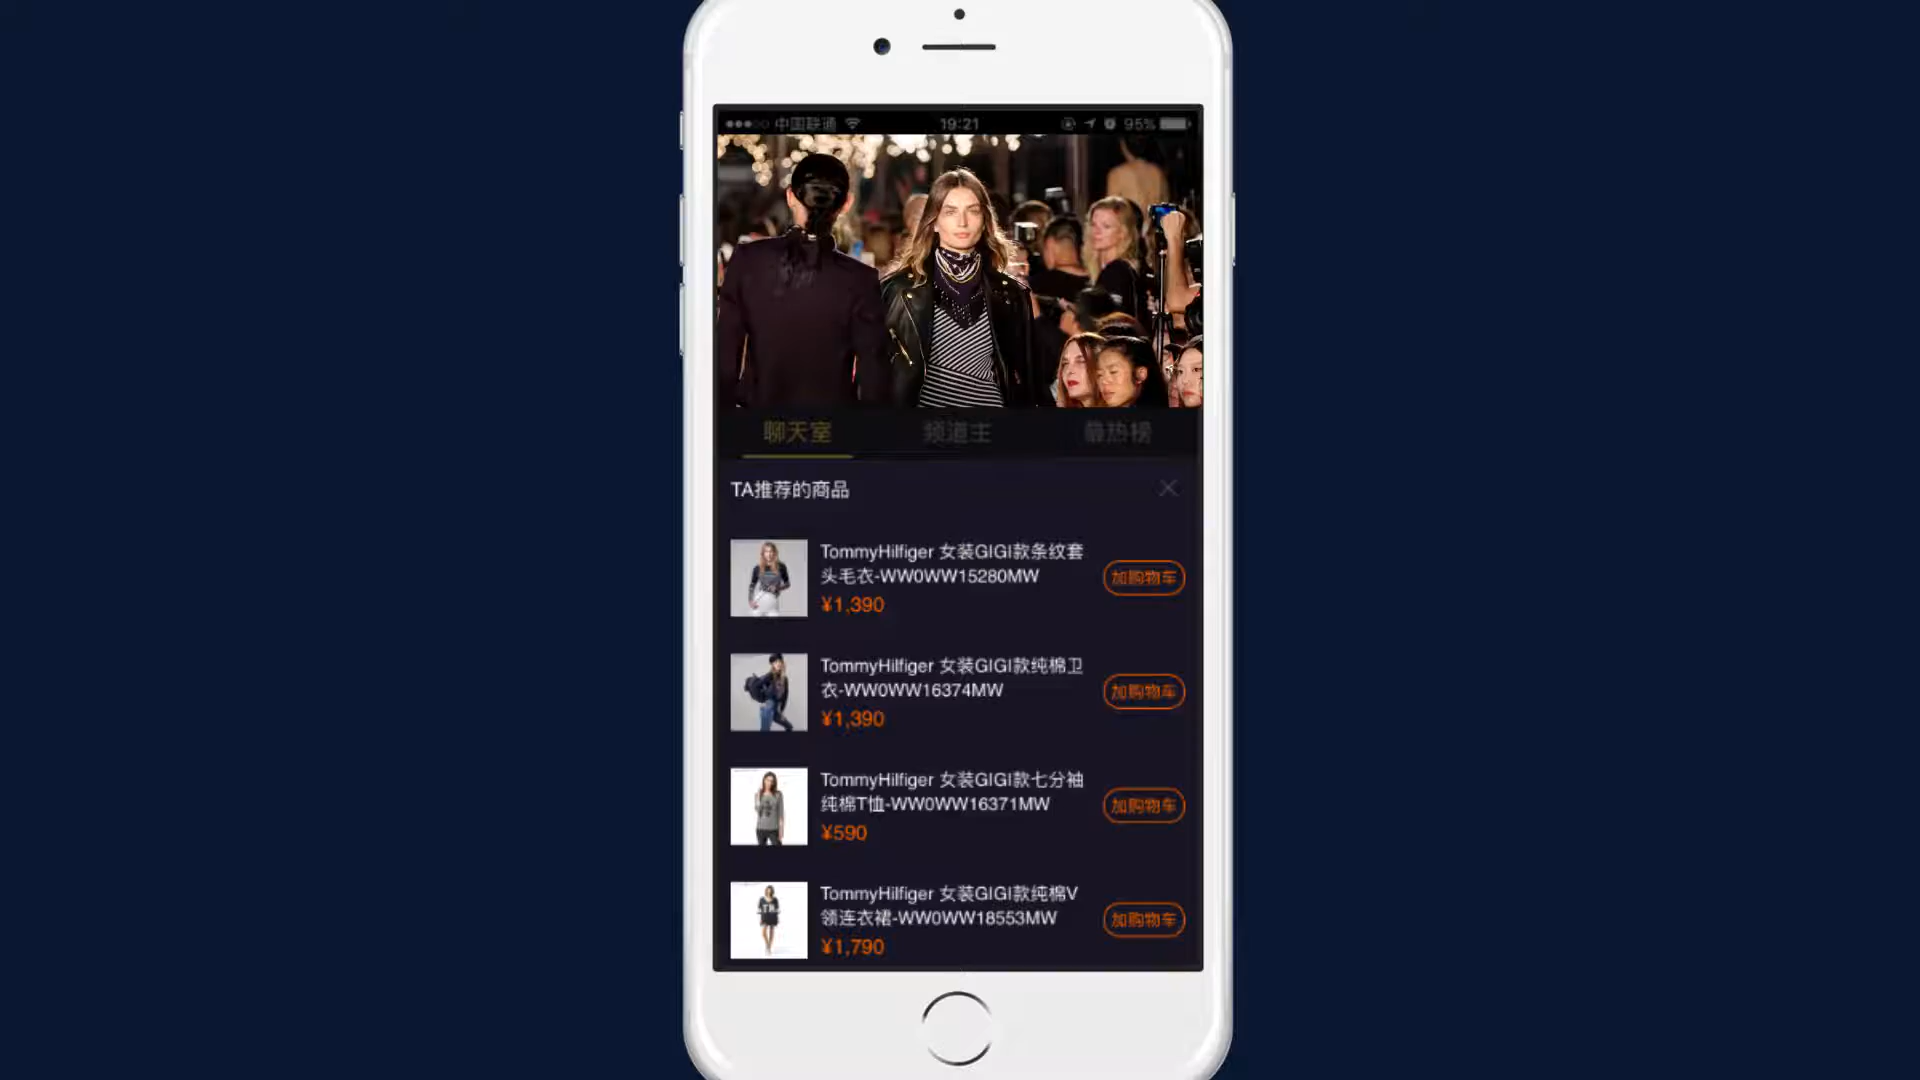 中国联通 19:21 95%
聊天室 频道主 最热榜
TA推荐的商品
TommyHilfiger 女装GIGI款条纹套
头毛衣-WW0WW15280MW
¥1,390
加购物车
TommyHilfiger 女装GIGI款纯棉卫
衣-WW0WW16374MW
¥1,390
加购物车
TommyHilfiger 女装GIGI款七分袖
纯棉T恤-WW0WW16371MW
¥590
加购物车
TommyHilfiger 女装GIGI款纯棉V
领连衣裙-WW0WW18553MW
¥1,790
加购物车